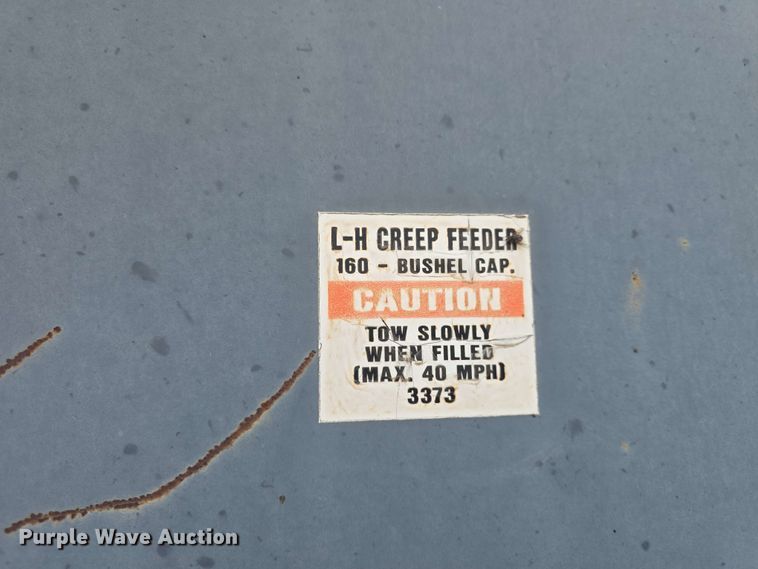 L-H CREEP FEEDER
160 - BUSHEL CAP.
CAUTION
TOW SLOWLY
WHEN FILLED
(MAX. 40 MPH)
3373
Purple Wave Auction